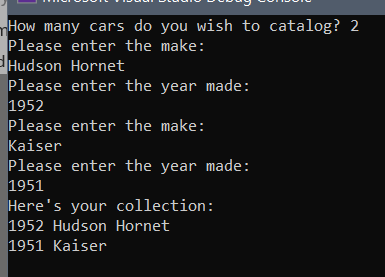 Microsoft Visual Studio Debug Console
How many cars do you wish to catalog? 2
Please enter the make:
Hudson Hornet
Please enter the year made:
1952
Please enter the make:
Kaiser
Please enter the year made:
1951
Here's your collection:
1952 Hudson Hornet
1951 Kaiser